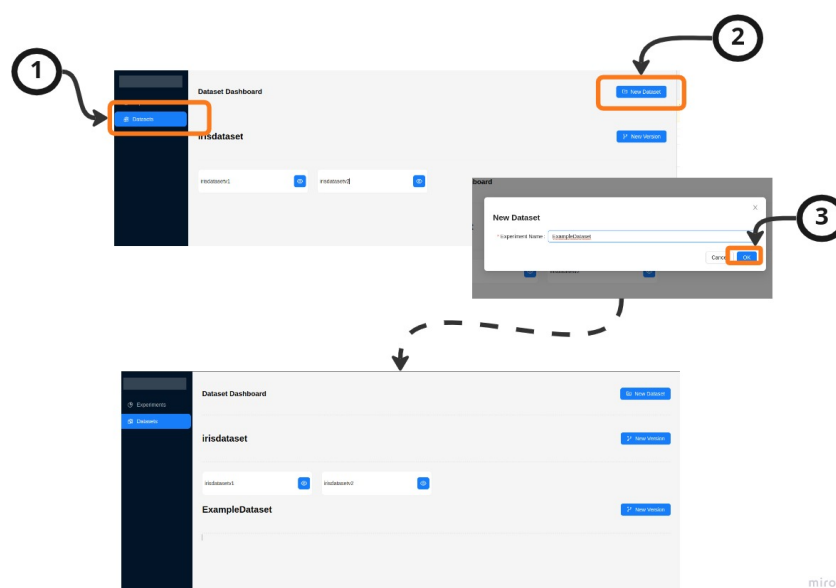 1
2
3
Dataset Dashboard
New Dataset
Datasets
irisdataset
New Version
irisdatasetv1
irisdatasetv2
board
New Dataset
* Experiment Name:
ExampleDataset
Cancel
OK
Dataset Dashboard
New Dataset
Experiments
Datasets
irisdataset
New Version
irisdatasetv1
irisdatasetv2
ExampleDataset
New Version
miro